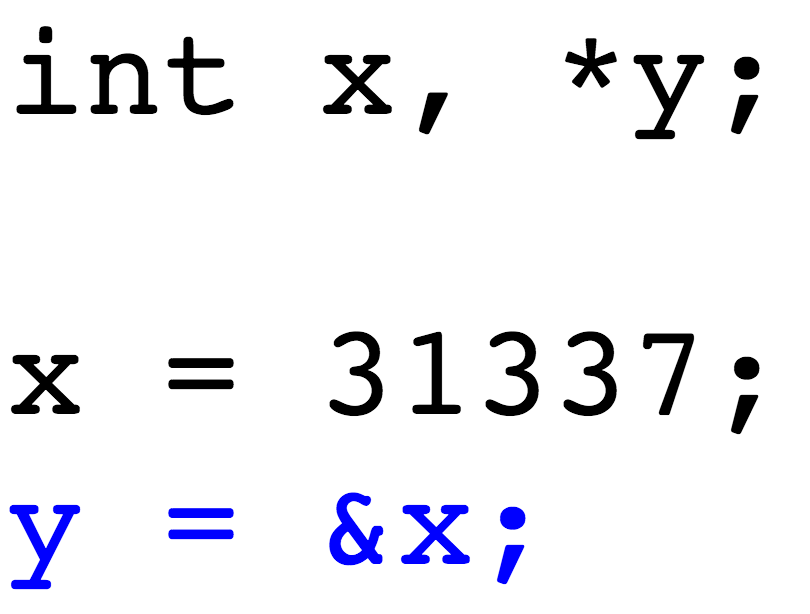 int x, *y;
x = 31337;
y = &x;